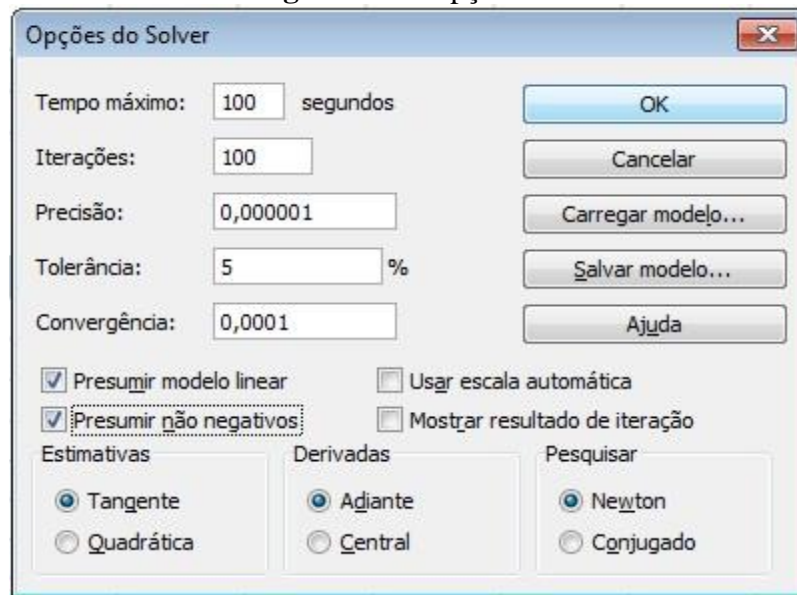 Opções do Solver
Tempo máximo: 100 segundos OK
Iterações: 100 Cancelar
Precisão: 0,000001 Carregar modelo...
Tolerância: 5 % Salvar modelo...
Convergência: 0,0001 Ajuda
Presumir modelo linear Usar escala automática
Presumir não negativos Mostrar resultado de iteração
Estimativas Derivadas Pesquisar
Tangente Adiante Newton
Quadrática Central Conjugado